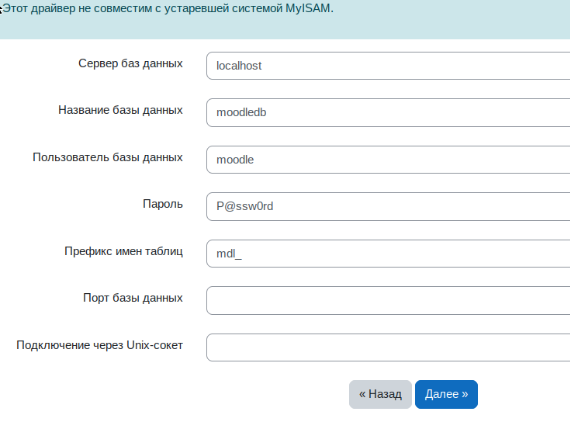 Этот драйвер не совместим с устаревшей системой MyISAM.
Сервер баз данных localhost
Название базы данных moodledb
Пользователь базы данных moodle
Пароль P@ssw0rd
Префикс имен таблиц mdl_
Порт базы данных
Подключение через Unix-сокет
« Назад Далее »